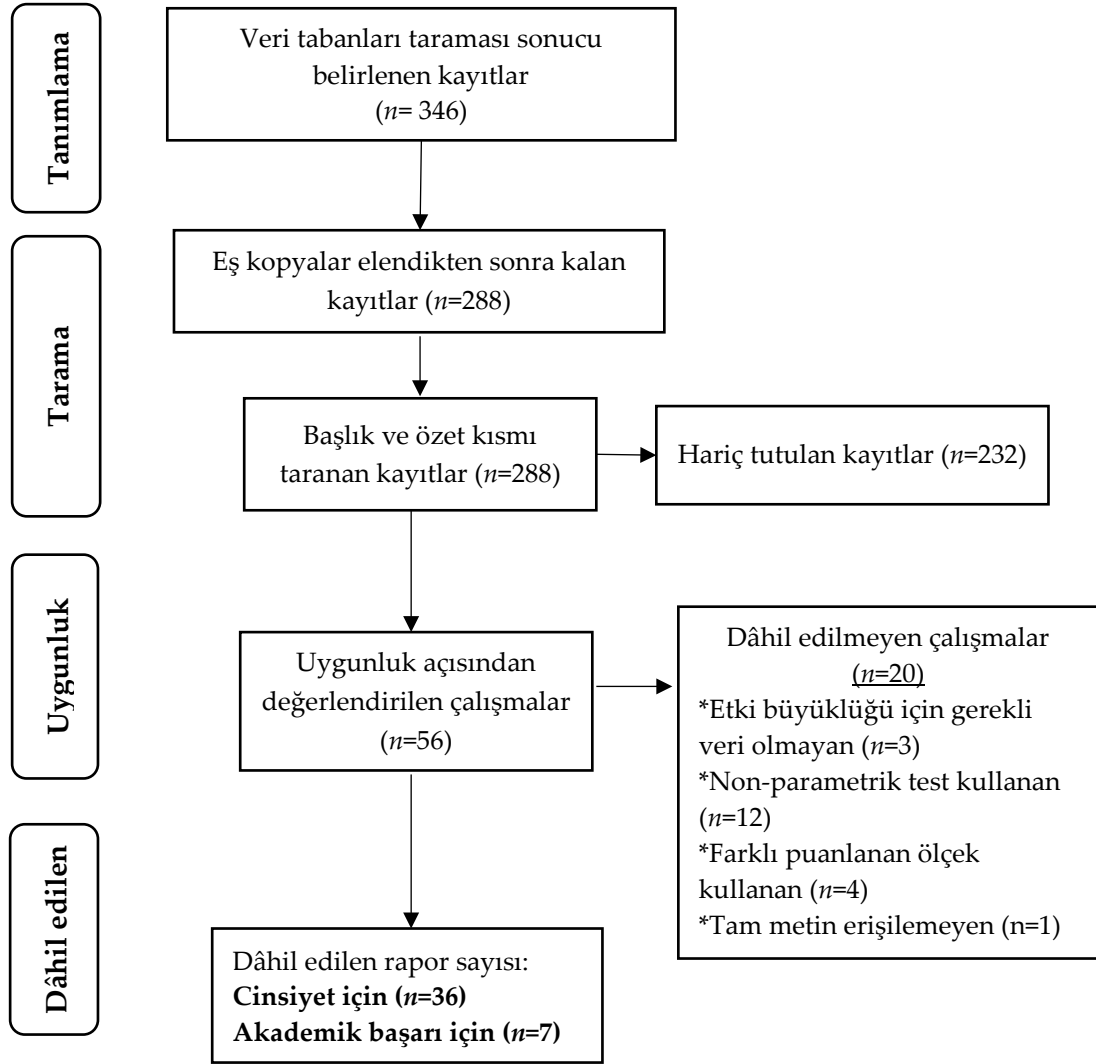 Tanımlama
Veri tabanları taraması sonucu
belirlenen kayıtlar
(n= 346)
Tarama
Eş kopyalar elendikten sonra kalan
kayıtlar (n=288)
Başlık ve özet kısmı
taranan kayıtlar (n=288)
Hariç tutulan kayıtlar (n=232)
Uygunluk
Uygunluk açısından
değerlendirilen çalışmalar
(n=56)
Dâhil edilmeyen çalışmalar
(n=20)
*Etki büyüklüğü için gerekli
veri olmayan (n=3)
*Non-parametrik test kullanan
(n=12)
*Farklı puanlanan ölçek
kullanan (n=4)
*Tam metin erişilemeyen (n=1)
Dâhil edilen
Dâhil edilen rapor sayısı:
Cinsiyet için (n=36)
Akademik başarı için (n=7)